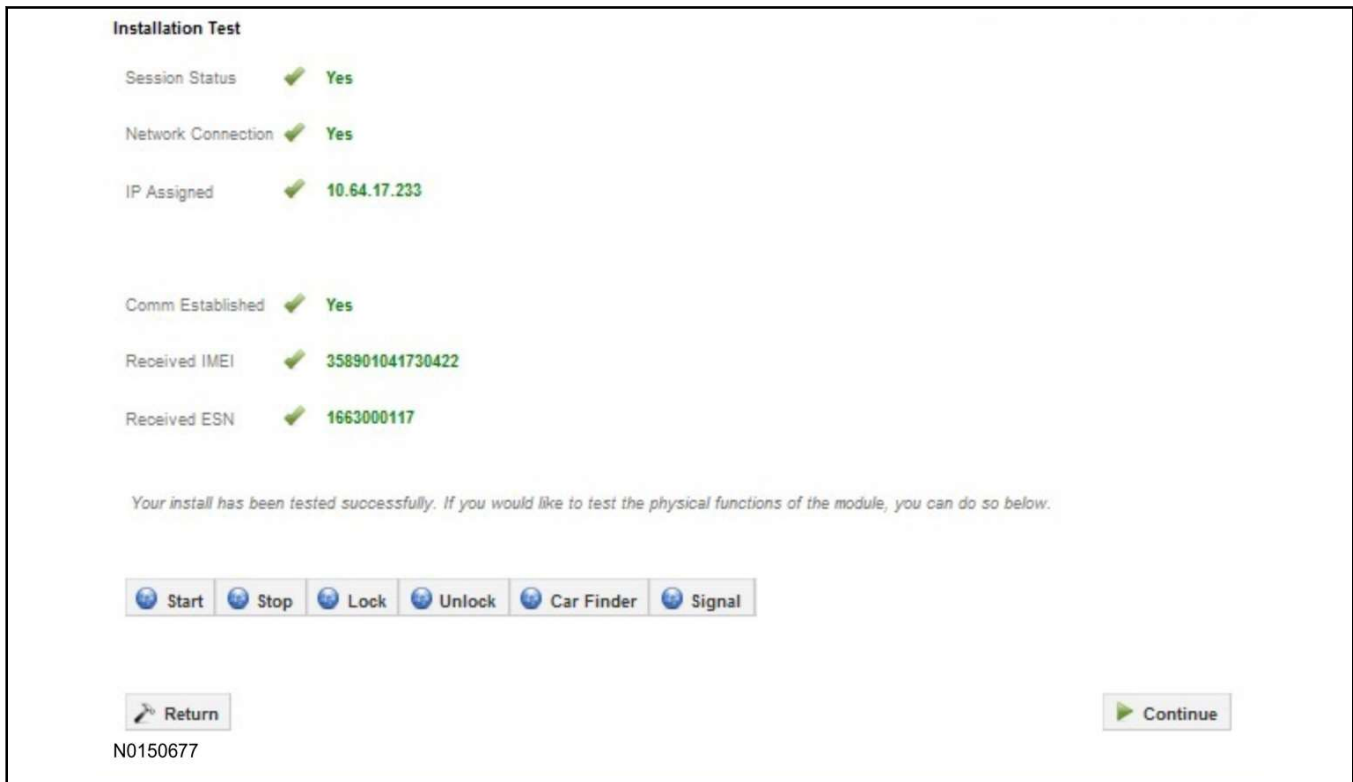 Installation Test
Session Status Yes
Network Connection Yes
IP Assigned 10.64.17.233
Comm Established Yes
Received IMEI 358901041730422
Received ESN 1663000117
Your install has been tested successfully. If you would like to test the physical functions of the module, you can do so below.
Start Stop Lock Unlock Car Finder Signal
Return Continue
N0150677